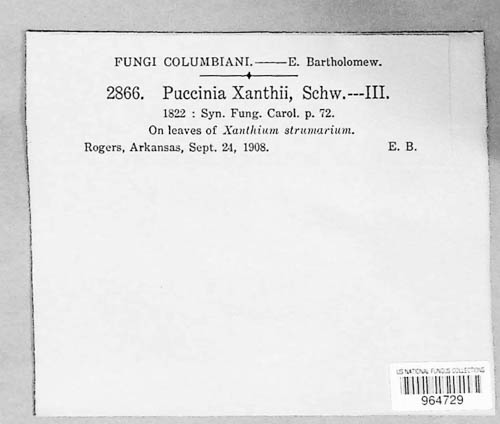 FUNGI COLUMBIANI.——E. Bartholomew.
2866. Puccinia Xanthii, Schw.---III.
1822 : Syn. Fung. Carol. p. 72.
On leaves of Xanthium strumarium.
Rogers, Arkansas, Sept. 24, 1908. E. B.
US NATIONAL FUNGUS COLLECTIONS
964729